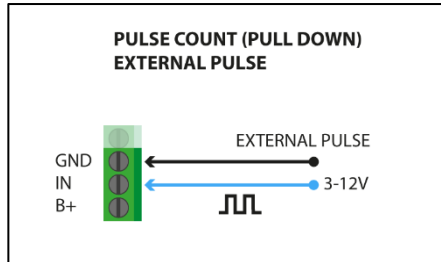 PULSE COUNT (PULL DOWN)
EXTERNAL PULSE
EXTERNAL PULSE
GND
IN
3-12V
B+